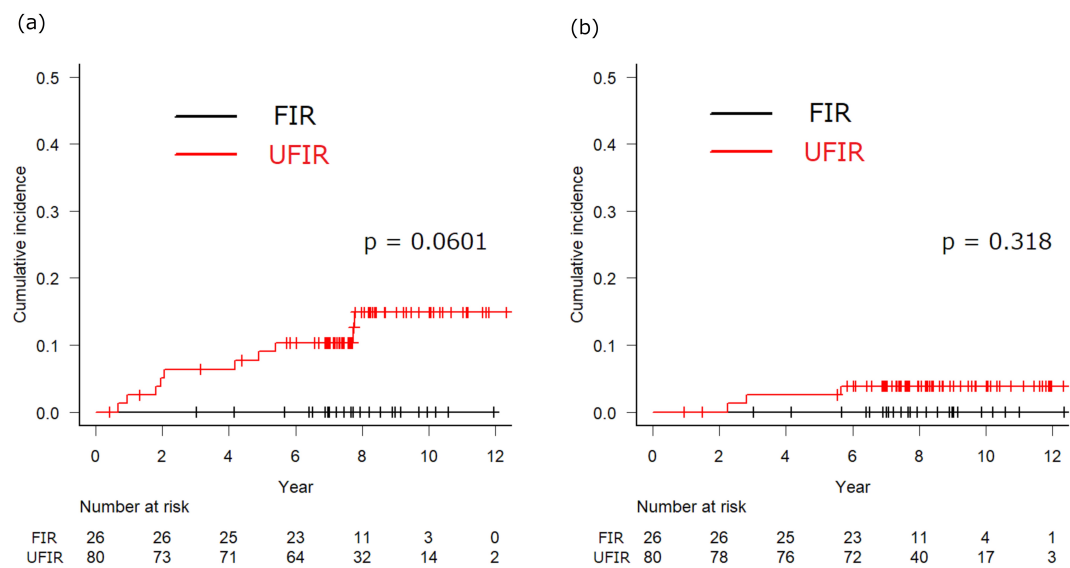 (a)
0.5
0.4
0.3
0.2
0.1
0.0
Cumulative incidence
FIR
UFIR
p = 0.0601
0 2 4 6 8 10 12
Year
Number at risk
FIR 26 26 25 23 11 3 0
UFIR 80 73 71 64 32 14 2
(b)
0.5
0.4
0.3
0.2
0.1
0.0
Cumulative incidence
FIR
UFIR
p = 0.318
0 2 4 6 8 10 12
Year
Number at risk
FIR 26 26 25 23 11 4 1
UFIR 80 78 76 72 40 17 3